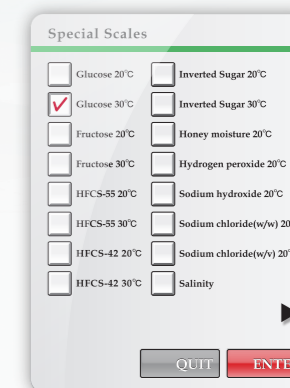 Special Scales
Glucose 20℃
Glucose 30℃
Fructose 20℃
Fructose 30℃
HFCS-55 20℃
HFCS-55 30℃
HFCS-42 20℃
HFCS-42 30℃
Inverted Sugar 20℃
Inverted Sugar 30℃
Honey moisture 20℃
Hydrogen peroxide 20℃
Sodium hydroxide 20℃
Sodium chloride(w/w) 20
Sodium chloride(w/v) 20°
Salinity
QUIT
ENTE